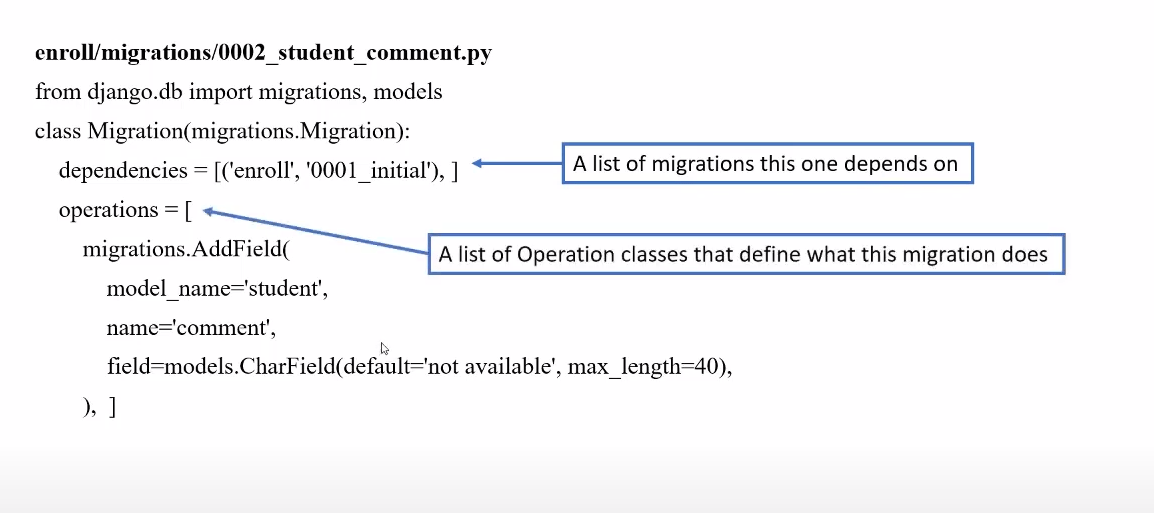 enroll/migrations/0002_student_comment.py
from django.db import migrations, models
class Migration(migrations.Migration):
dependencies = [('enroll', '0001_initial'), ]
A list of migrations this one depends on
operations = [
A list of Operation classes that define what this migration does
migrations.AddField(
model_name='student',
name='comment',
field=models.CharField(default='not available', max_length=40),
), ]